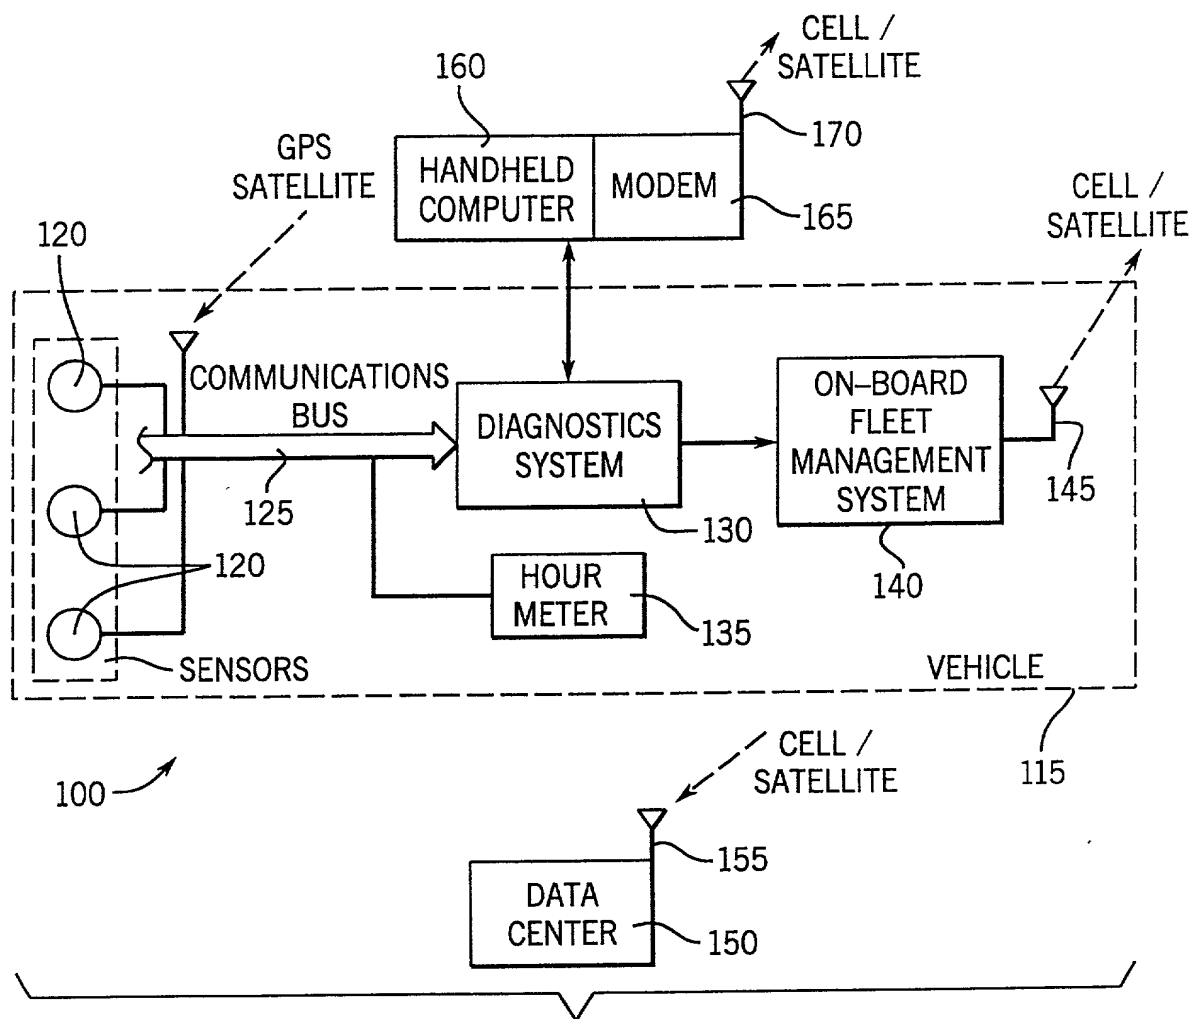 CELL /
SATELLITE
160
170
GPS
SATELLITE
HANDHELD
COMPUTER
MODEM
165
CELL /
SATELLITE
120
COMMUNICATIONS
BUS
DIAGNOSTICS
SYSTEM
ON–BOARD
FLEET
MANAGEMENT
SYSTEM
145
125
130
120
HOUR
METER
135
140
SENSORS
VEHICLE
115
100
CELL /
SATELLITE
155
DATA
CENTER
150